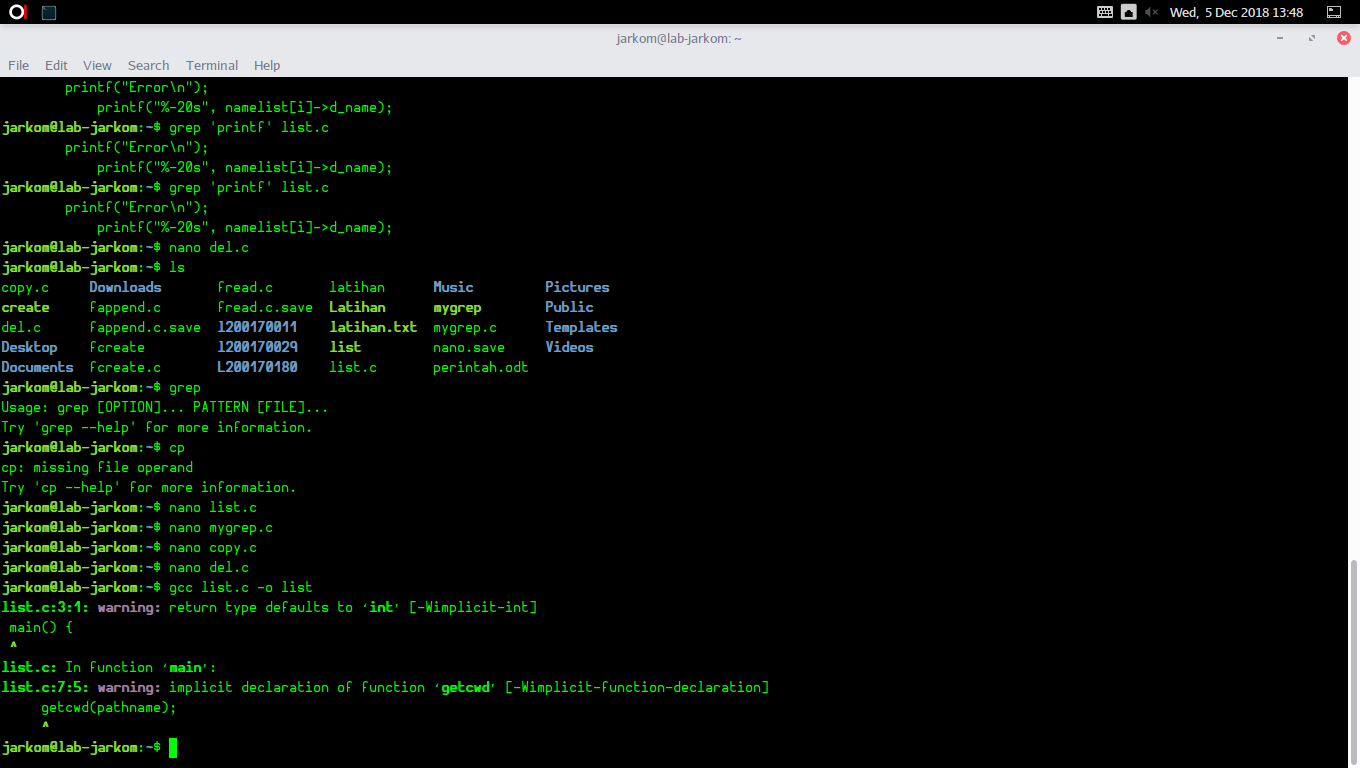 Wed, 5 Dec 2018 13:48
jarkom@lab-jarkom: ~
File Edit View Search Terminal Help
        printf("Error\n");
            printf("%-20s", namelist[i]->d_name);
jarkom@lab-jarkom:~$ grep 'printf' list.c
        printf("Error\n");
            printf("%-20s", namelist[i]->d_name);
jarkom@lab-jarkom:~$ grep 'printf' list.c
        printf("Error\n");
            printf("%-20s", namelist[i]->d_name);
jarkom@lab-jarkom:~$ nano del.c
jarkom@lab-jarkom:~$ ls
copy.c     Downloads       fread.c       latihan      Music         Pictures
create     fappend.c       fread.c.save  Latihan      mygrep        Public
del.c      fappend.c.save  l200170011    latihan.txt  mygrep.c      Templates
Desktop    fcreate         l200170029    list         nano.save     Videos
Documents  fcreate.c       L200170180    list.c       perintah.odt
jarkom@lab-jarkom:~$ grep
Usage: grep [OPTION]... PATTERN [FILE]...
Try 'grep --help' for more information.
jarkom@lab-jarkom:~$ cp
cp: missing file operand
Try 'cp --help' for more information.
jarkom@lab-jarkom:~$ nano list.c
jarkom@lab-jarkom:~$ nano mygrep.c
jarkom@lab-jarkom:~$ nano copy.c
jarkom@lab-jarkom:~$ nano del.c
jarkom@lab-jarkom:~$ gcc list.c -o list
list.c:3:1: warning: return type defaults to ‘int’ [-Wimplicit-int]
 main() {
 ^
list.c: In function ‘main’:
list.c:7:5: warning: implicit declaration of function ‘getcwd’ [-Wimplicit-function-declaration]
     getcwd(pathname);
     ^
jarkom@lab-jarkom:~$